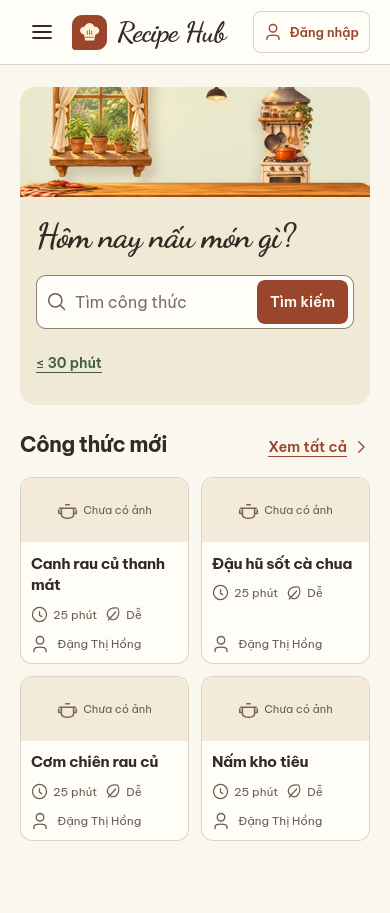 Recipe Hub
Đăng nhập
Hôm nay nấu món gì?
Tìm công thức
Tìm kiếm
≤ 30 phút
Công thức mới
Xem tất cả
Chưa có ảnh
Canh rau củ thanh
mát
25 phút Dễ
Đặng Thị Hồng
Chưa có ảnh
Đậu hũ sốt cà chua
25 phút Dễ
Đặng Thị Hồng
Chưa có ảnh
Cơm chiên rau củ
25 phút Dễ
Đặng Thị Hồng
Chưa có ảnh
Nấm kho tiêu
25 phút Dễ
Đặng Thị Hồng